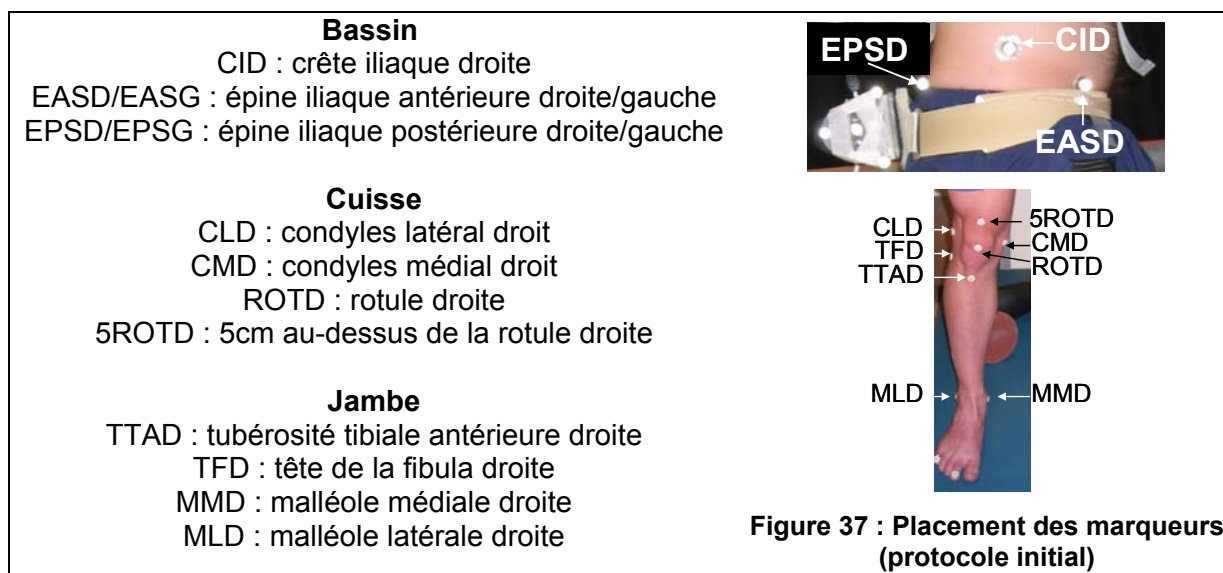 Bassin
CID : crête iliaque droite
EASD/EASG : épine iliaque antérieure droite/gauche
EPSD/EPSG : épine iliaque postérieure droite/gauche
Cuisse
CLD : condyles latéral droit
CMD : condyles médial droit
ROTD : rotule droite
5ROTD : 5cm au-dessus de la rotule droite
Jambe
TTAD : tubérosité tibiale antérieure droite
TFD : tête de la fibula droite
MMD : malléole médiale droite
MLD : malléole latérale droite
EPSD
CID
EASD
CLD
TFD
TTAD
5ROTD
CMD
ROTD
MLD
MMD
Figure 37 : Placement des marqueurs
(protocole initial)